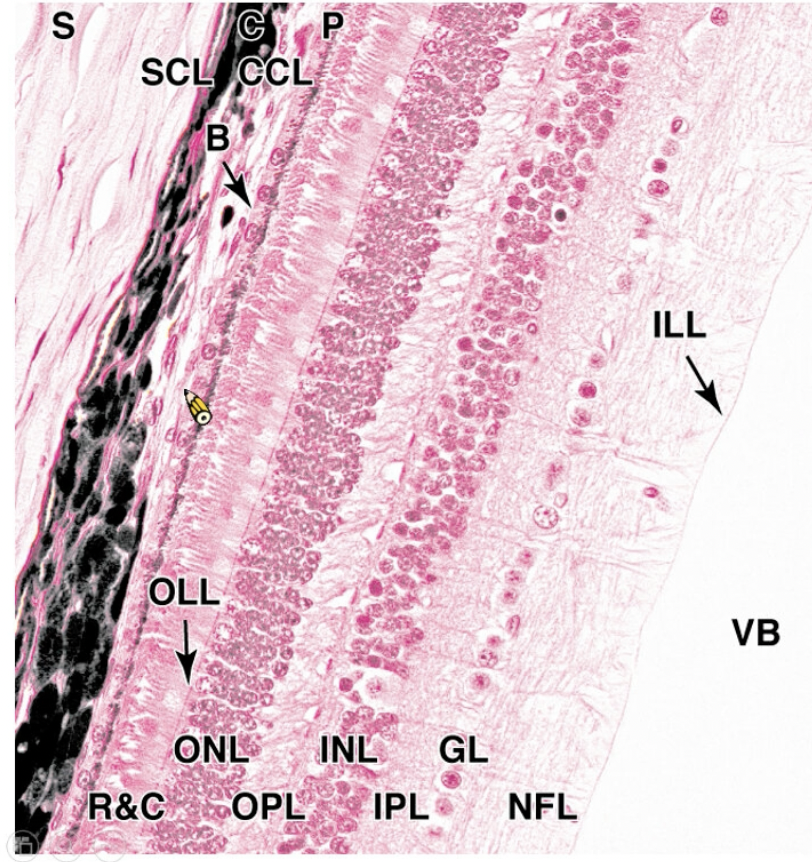 S C P
SCL CCL
B
ILL
OLL
VB
ONL INL GL
R&C OPL IPL NFL